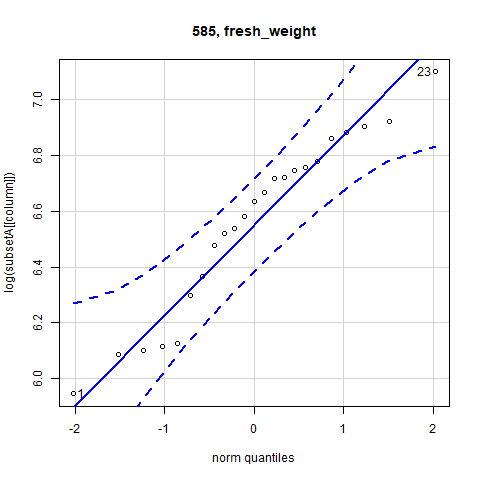 585, fresh_weight
log(subsetA[[column]])
7.0
6.8
6.6
6.4
6.2
6.0
23
1
-2 -1 0 1 2
norm quantiles